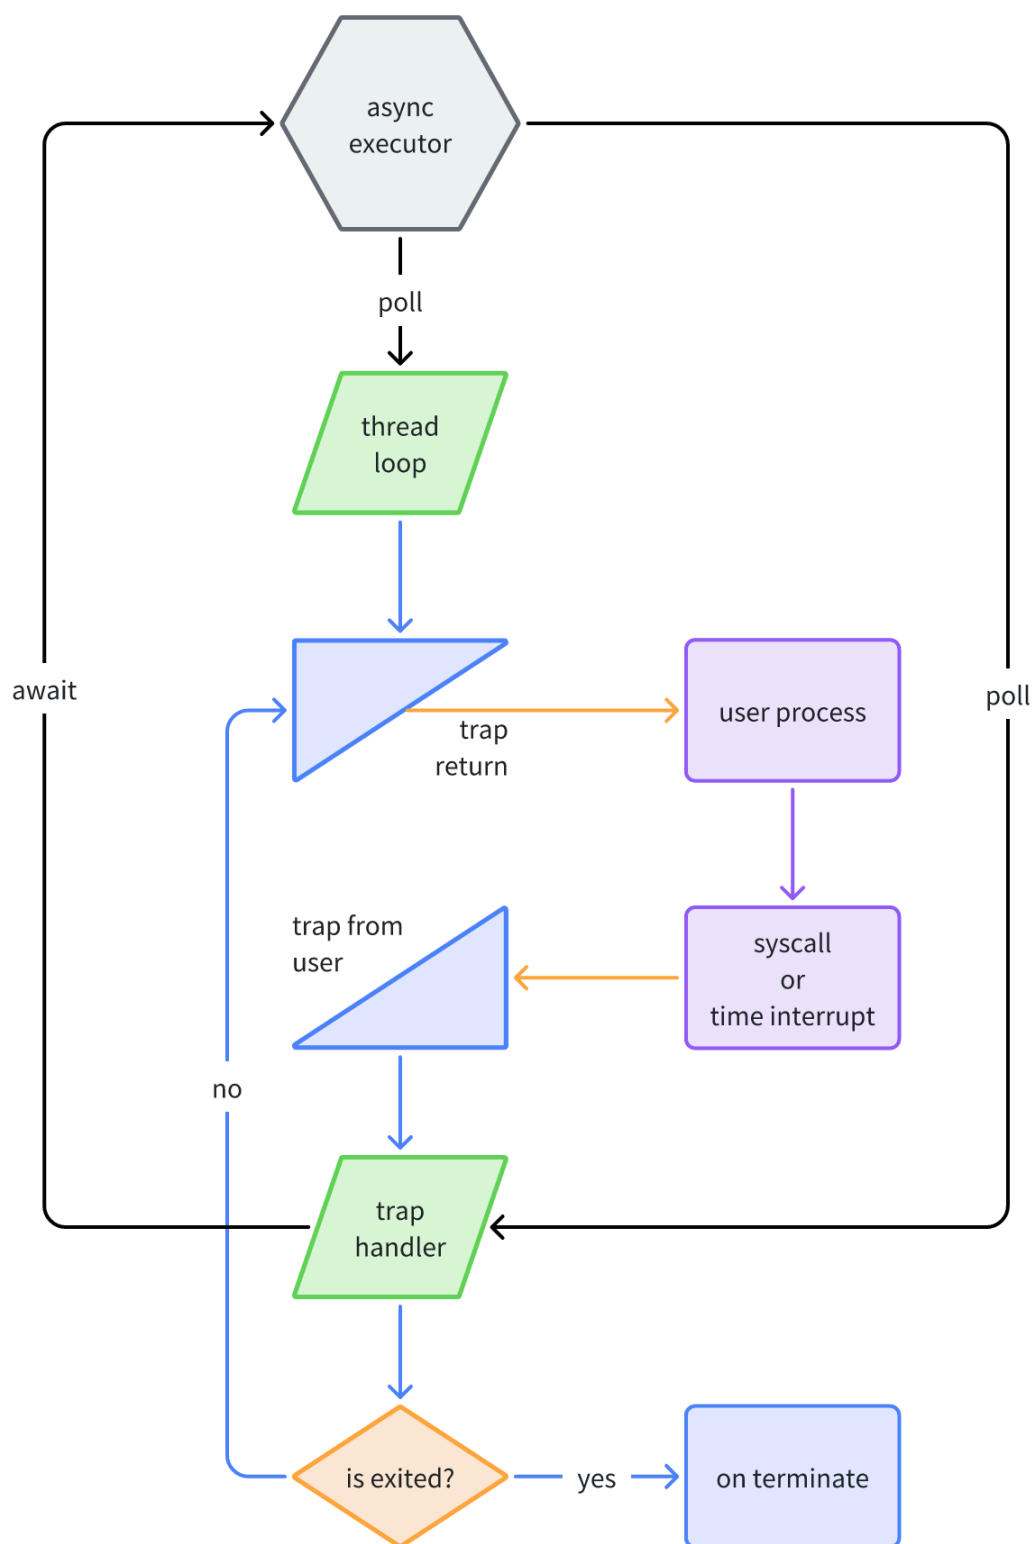 async
executor
poll
thread
loop
await
poll
trap
return
user process
trap from
user
syscall
or
time interrupt
no
trap
handler
is exited?
yes
on terminate